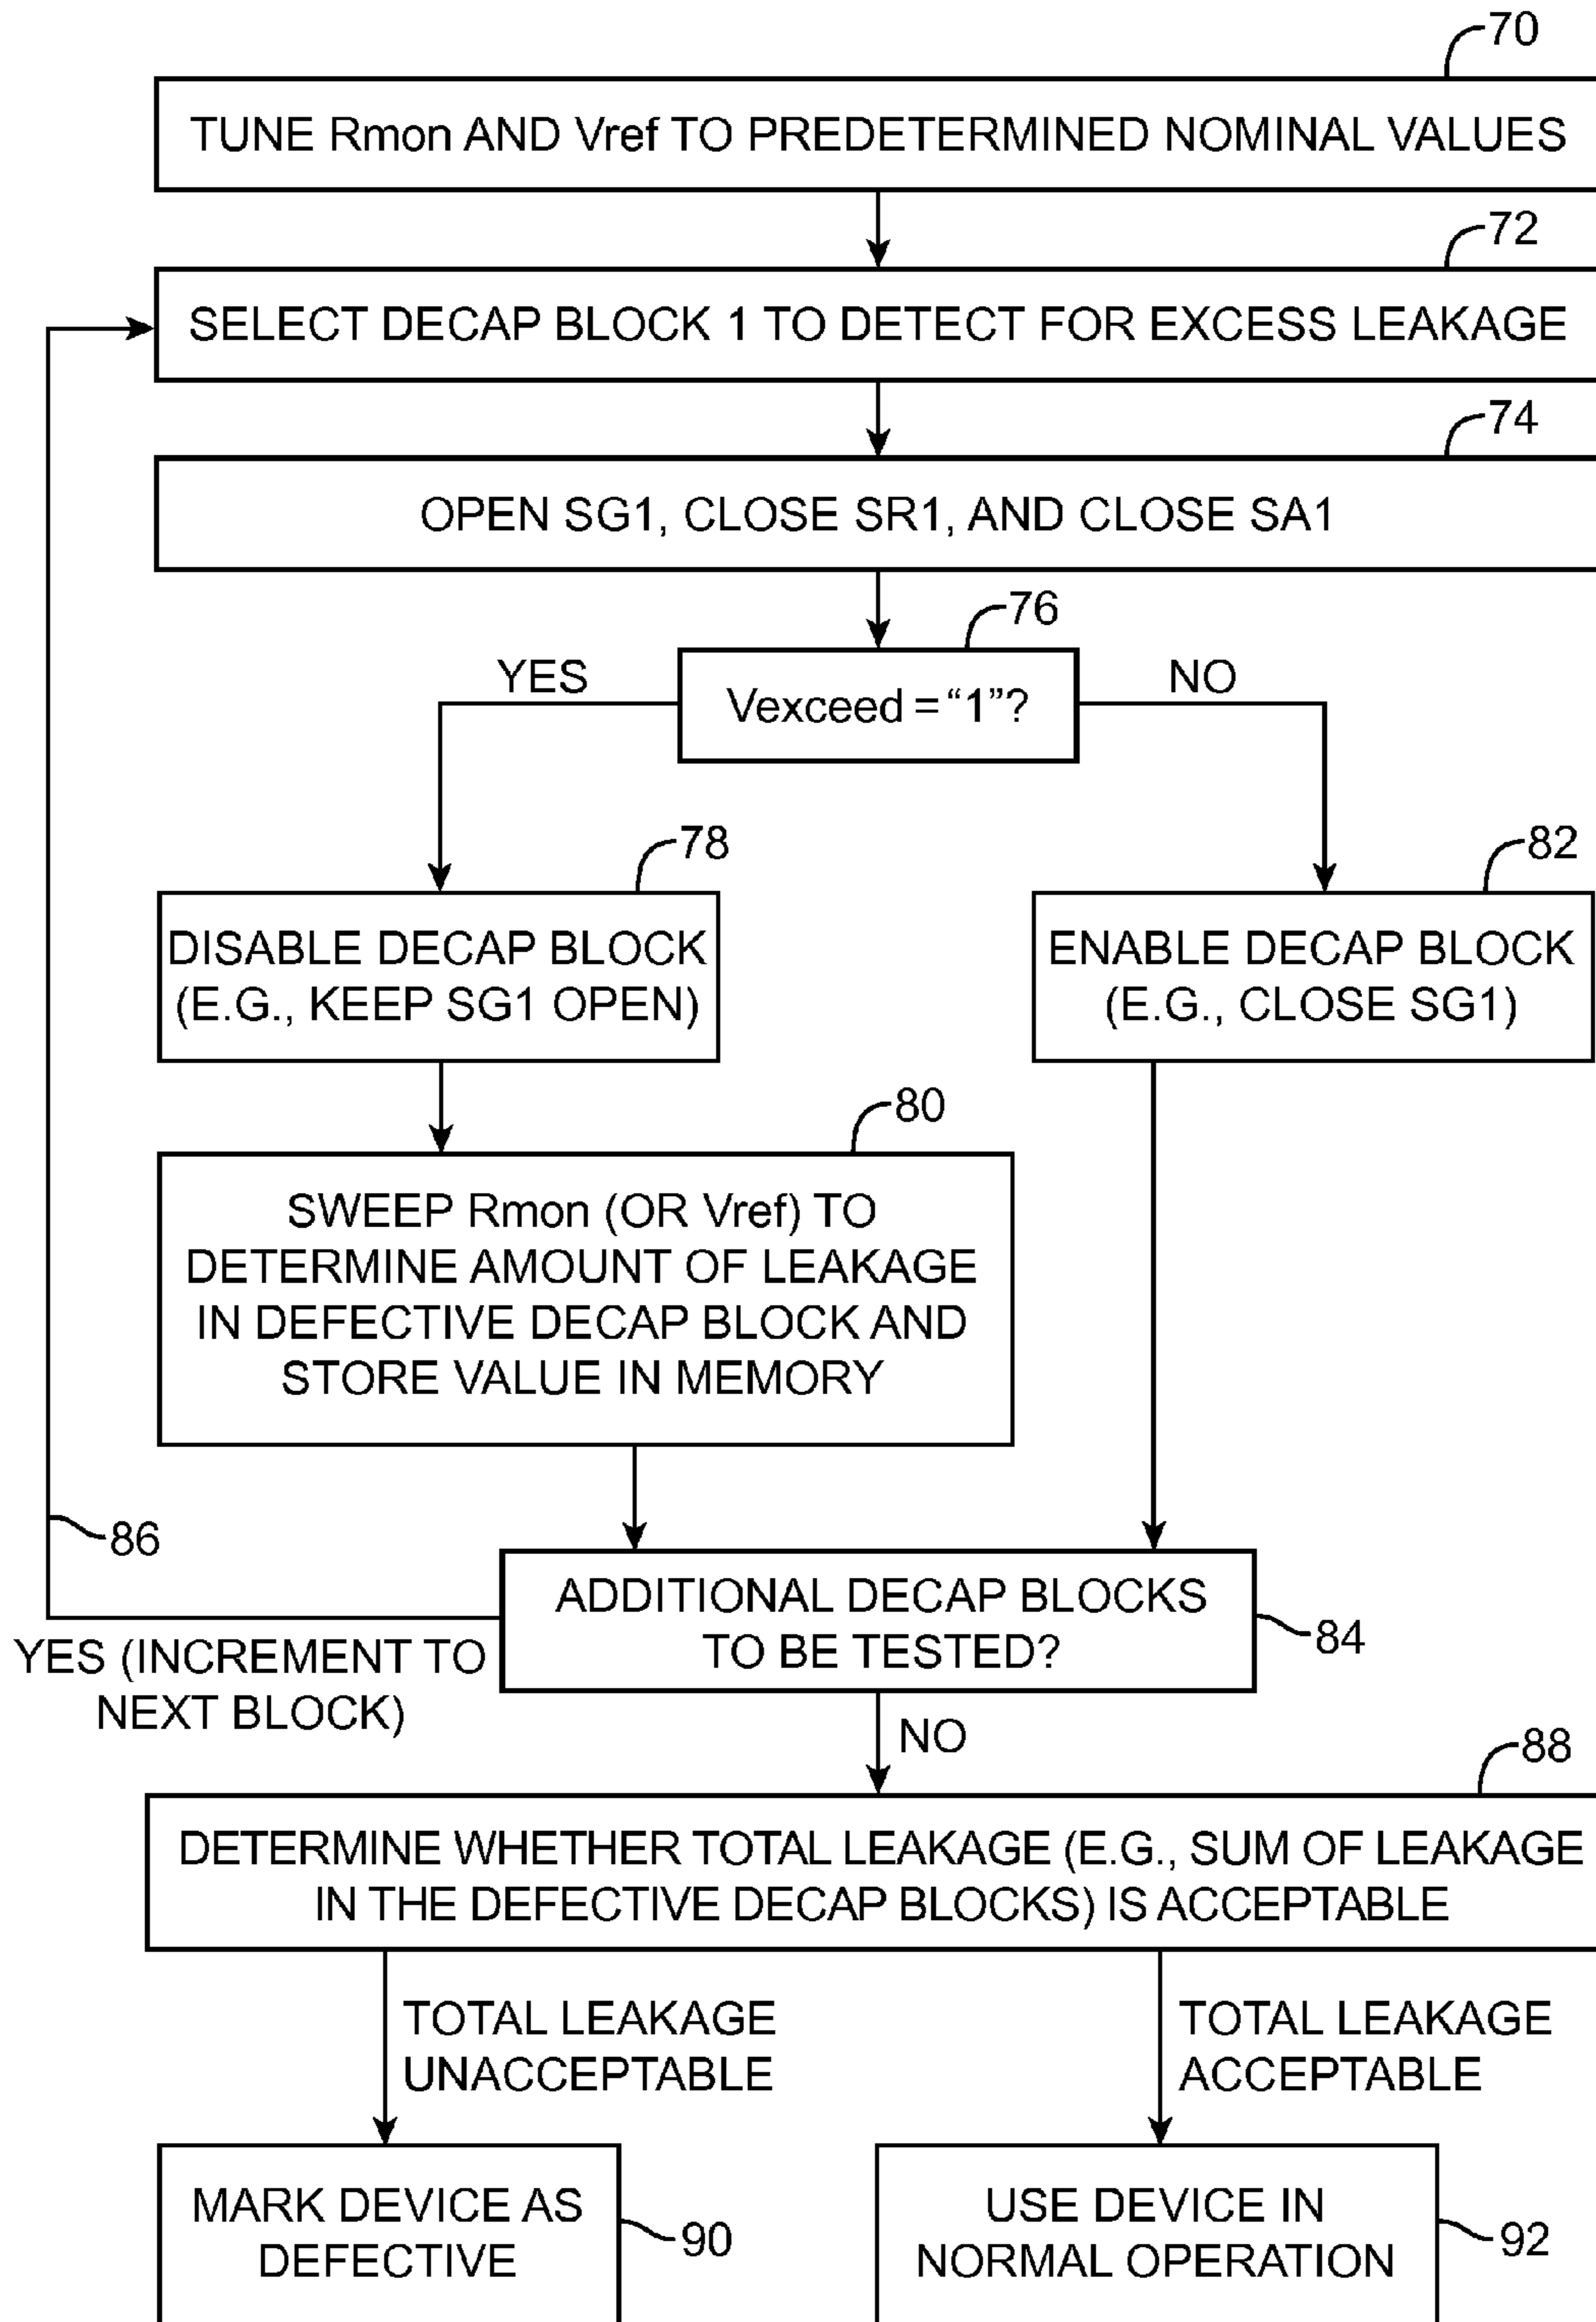 70
TUNE Rmon AND Vref TO PREDETERMINED NOMINAL VALUES
72
SELECT DECAP BLOCK 1 TO DETECT FOR EXCESS LEAKAGE
74
OPEN SG1, CLOSE SR1, AND CLOSE SA1
76
YES
Vexceed = “1”?
NO
78
DISABLE DECAP BLOCK
(E.G., KEEP SG1 OPEN)
82
ENABLE DECAP BLOCK
(E.G., CLOSE SG1)
80
SWEEP Rmon (OR Vref) TO
DETERMINE AMOUNT OF LEAKAGE
IN DEFECTIVE DECAP BLOCK AND
STORE VALUE IN MEMORY
86
ADDITIONAL DECAP BLOCKS
TO BE TESTED?
84
YES (INCREMENT TO
NEXT BLOCK)
NO
88
DETERMINE WHETHER TOTAL LEAKAGE (E.G., SUM OF LEAKAGE
IN THE DEFECTIVE DECAP BLOCKS) IS ACCEPTABLE
TOTAL LEAKAGE
UNACCEPTABLE
TOTAL LEAKAGE
ACCEPTABLE
MARK DEVICE AS
DEFECTIVE
90
USE DEVICE IN
NORMAL OPERATION
92